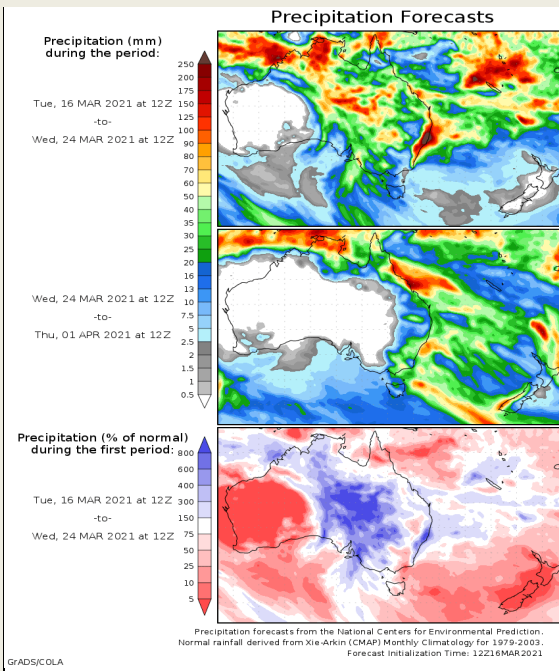 Precipitation Forecasts
Precipitation (mm)
during the period:
250
200
175
150
125
100
90
80
70
60
50
40
35
30
25
20
16
13
10
7.5
5
2.5
2
1.5
1
0.5
Tue, 16 MAR 2021 at 12Z
-to-
Wed, 24 MAR 2021 at 12Z
Wed, 24 MAR 2021 at 12Z
-to-
Thu, 01 APR 2021 at 12Z
Precipitation (% of normal)
during the first period:
800
600
400
300
150
75
50
25
10
5
Tue, 16 MAR 2021 at 12Z
-to-
Wed, 24 MAR 2021 at 12Z
Precipitation forecasts from the National Centers for Environmental Prediction.
Normal rainfall derived from Xie-Arkin (CMAP) Monthly Climatology for 1979-2003.
Forecast Initialization Time: 12Z16MAR2021
GrADS/COLA